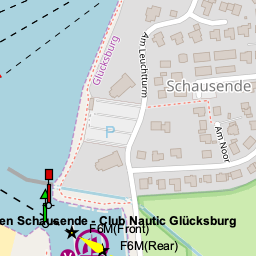 Am Leuchtturm
Glücksburg
Schausende
P
Am Noor
en Schausende - Club Nautic Glücksburg
F6M(Front)
F6M(Rear)